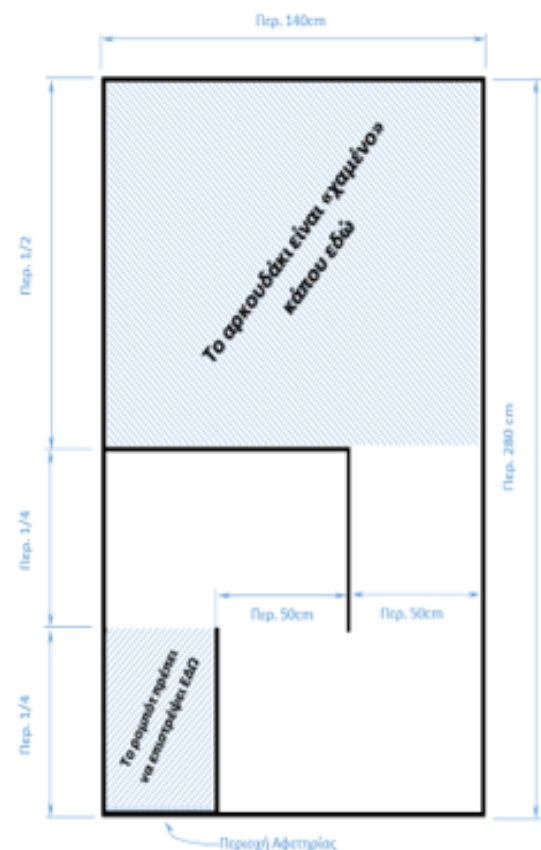 Περ. 140cm
Το αρκουδάκι είναι «χαμένο»
κάπου εδώ
Περ. 1/2
Περ. 280 cm
Περ. 1/4
Περ. 50cm
Περ. 50cm
Περ. 1/4
Το ρομπότ πρέπει
να επιστρέψει ΕΔΩ
Περιοχή Αφετηρίας